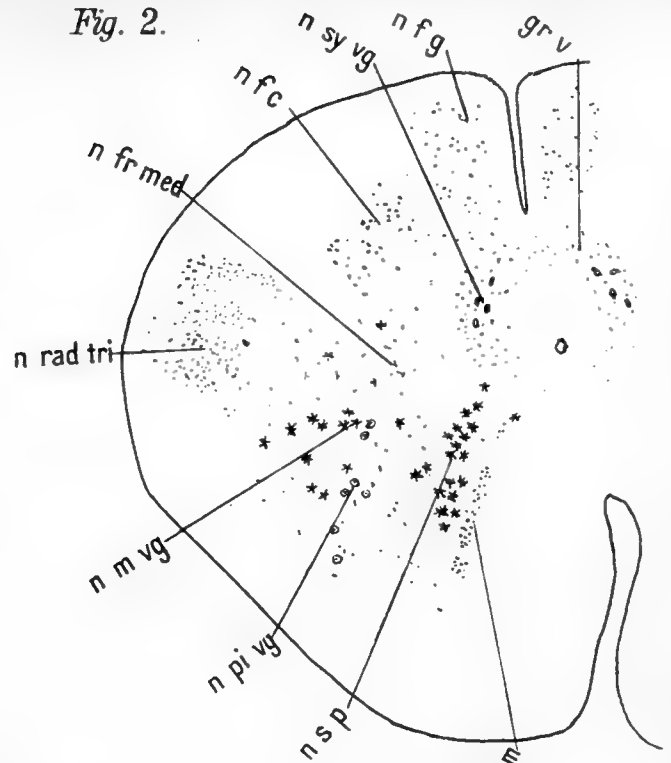 Fig. 2.
n sy vg
n f g
gr v
n f c
n fr med
n rad tri
n m vg
n pi vg
n s p
m